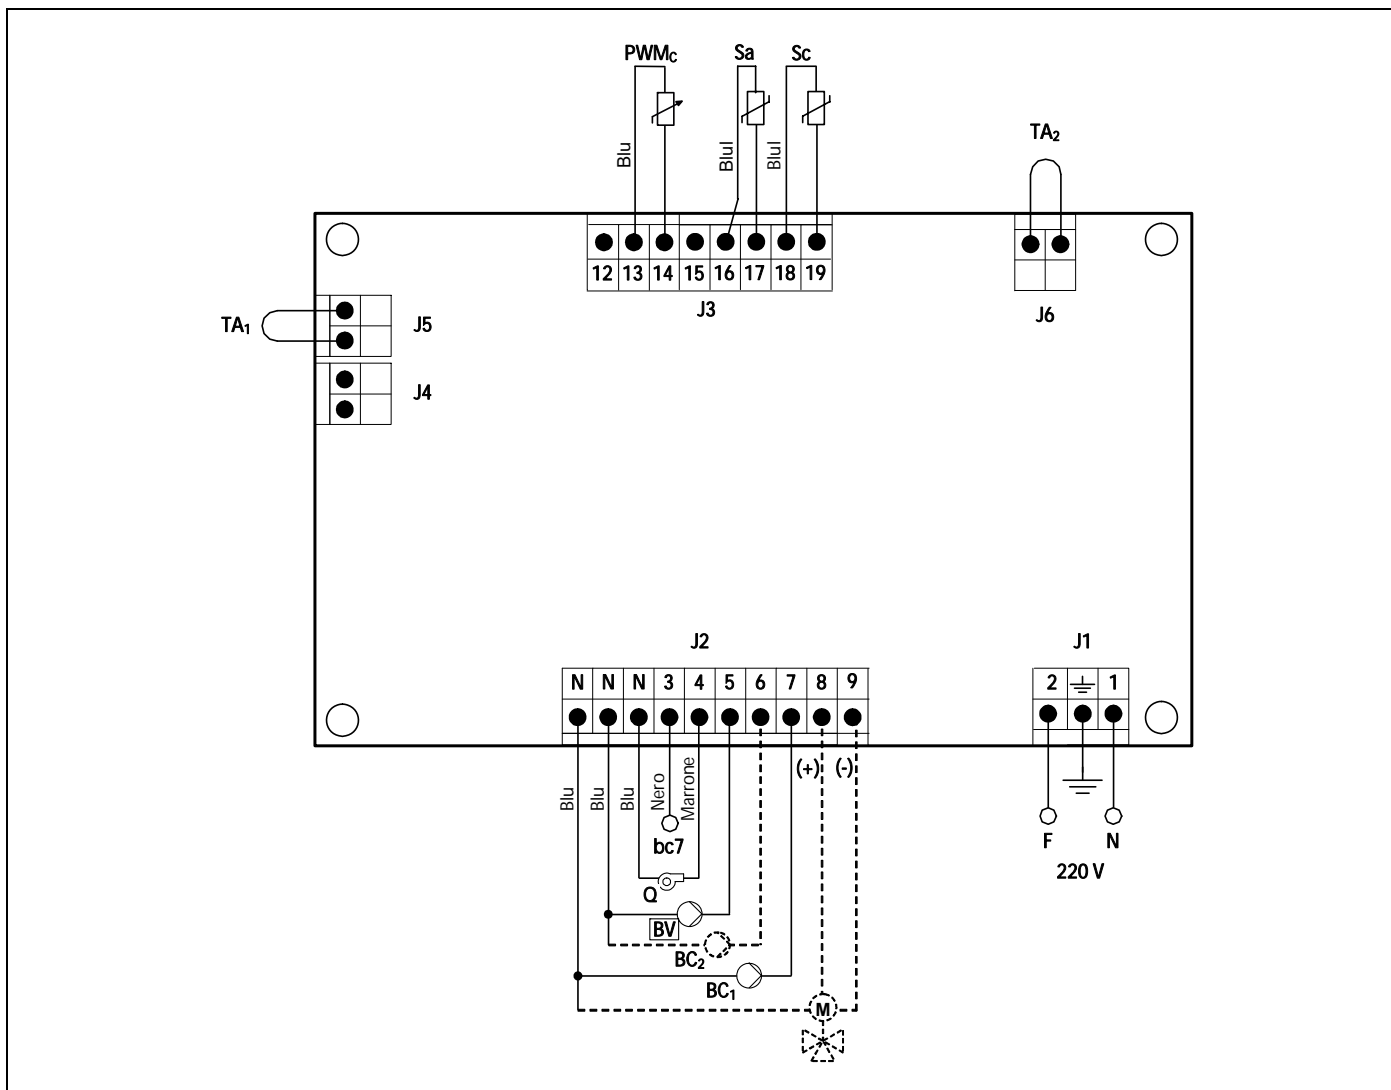 PWMC Sa Sc
TA2
Blu Blul Blul
12 13 14 15 16 17 18 19
J3
J6
TA1
J5
J4
J2
J1
N N N 3 4 5 6 7 8 9
2 1
Blu Blu Blu Nero Marrone (+) (-)
bc7
F N
220 V
Q
BV
BC2
BC1
M